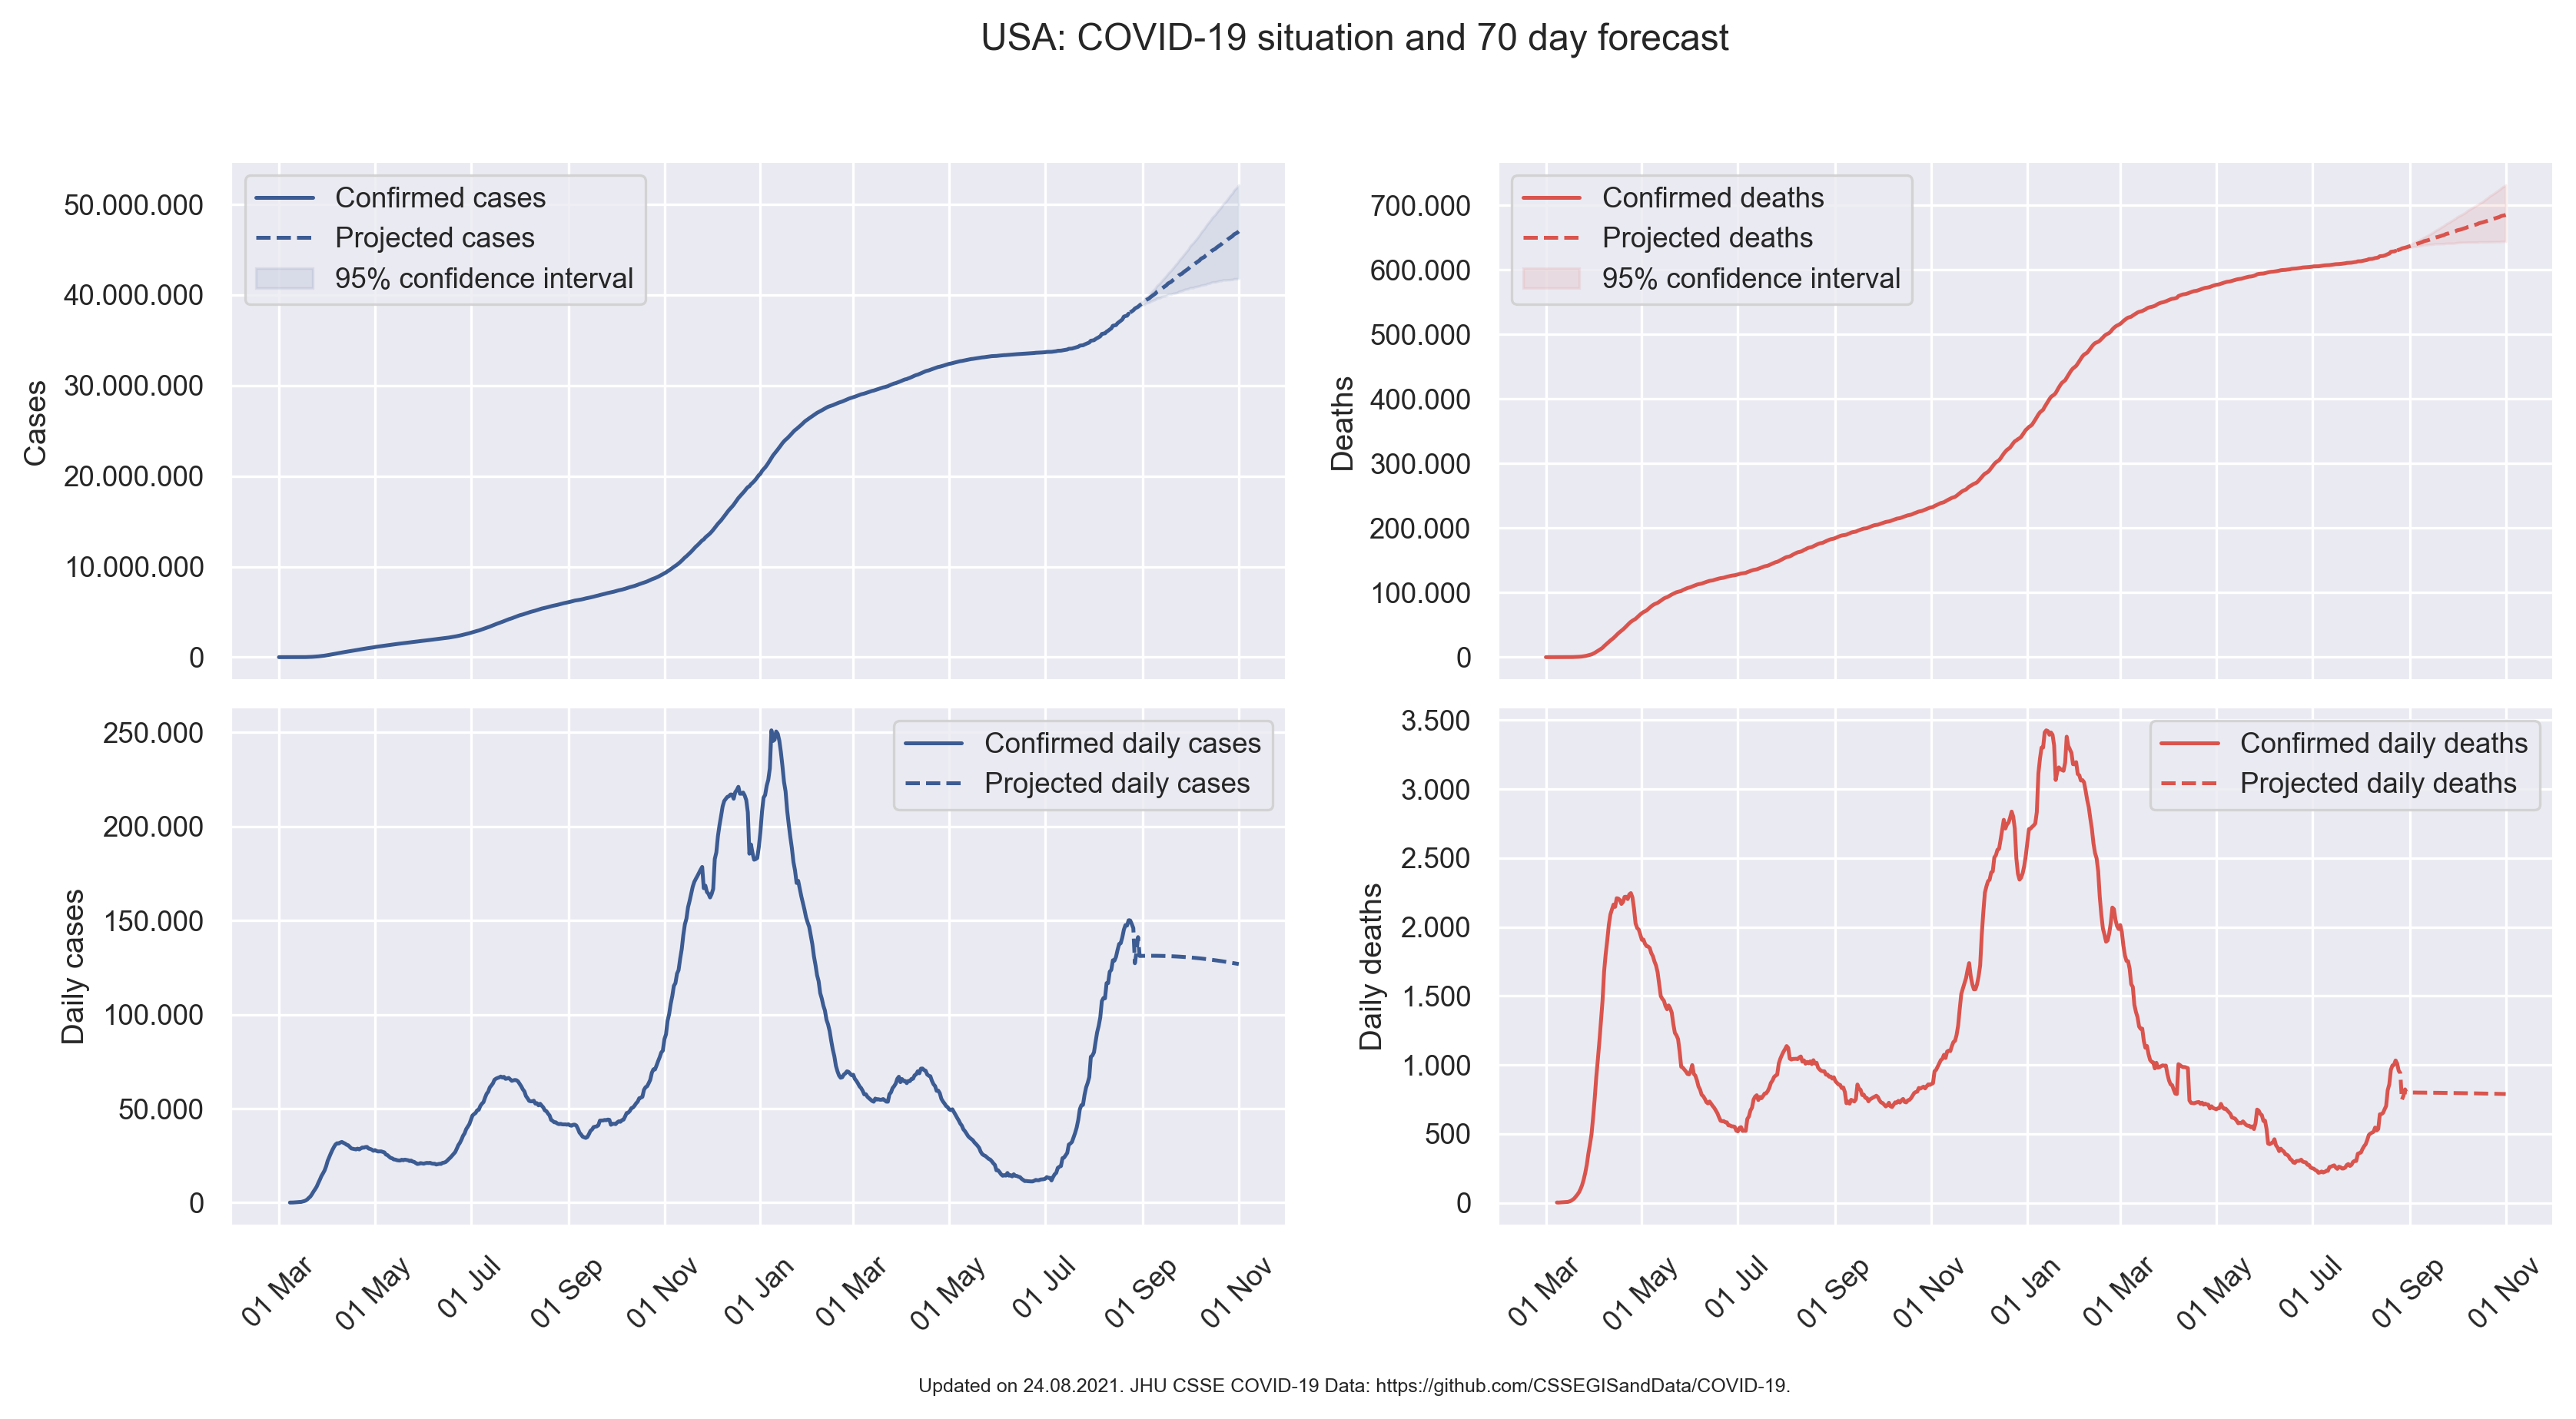 USA: COVID-19 situation and 70 day forecast
Confirmed cases
Projected cases
95% confidence interval
50.000.000
40.000.000
30.000.000
20.000.000
10.000.000
0
Cases
Confirmed deaths
Projected deaths
95% confidence interval
700.000
600.000
500.000
400.000
300.000
200.000
100.000
0
Deaths
Confirmed daily cases
Projected daily cases
250.000
200.000
150.000
100.000
50.000
0
Daily cases
01 Mar
01 May
01 Jul
01 Sep
01 Nov
01 Jan
01 Mar
01 May
01 Jul
01 Sep
01 Nov
Confirmed daily deaths
Projected daily deaths
3.500
3.000
2.500
2.000
1.500
1.000
500
0
Daily deaths
01 Mar
01 May
01 Jul
01 Sep
01 Nov
01 Jan
01 Mar
01 May
01 Jul
01 Sep
01 Nov
Updated on 24.08.2021. JHU CSSE COVID-19 Data: https://github.com/CSSEGISandData/COVID-19.